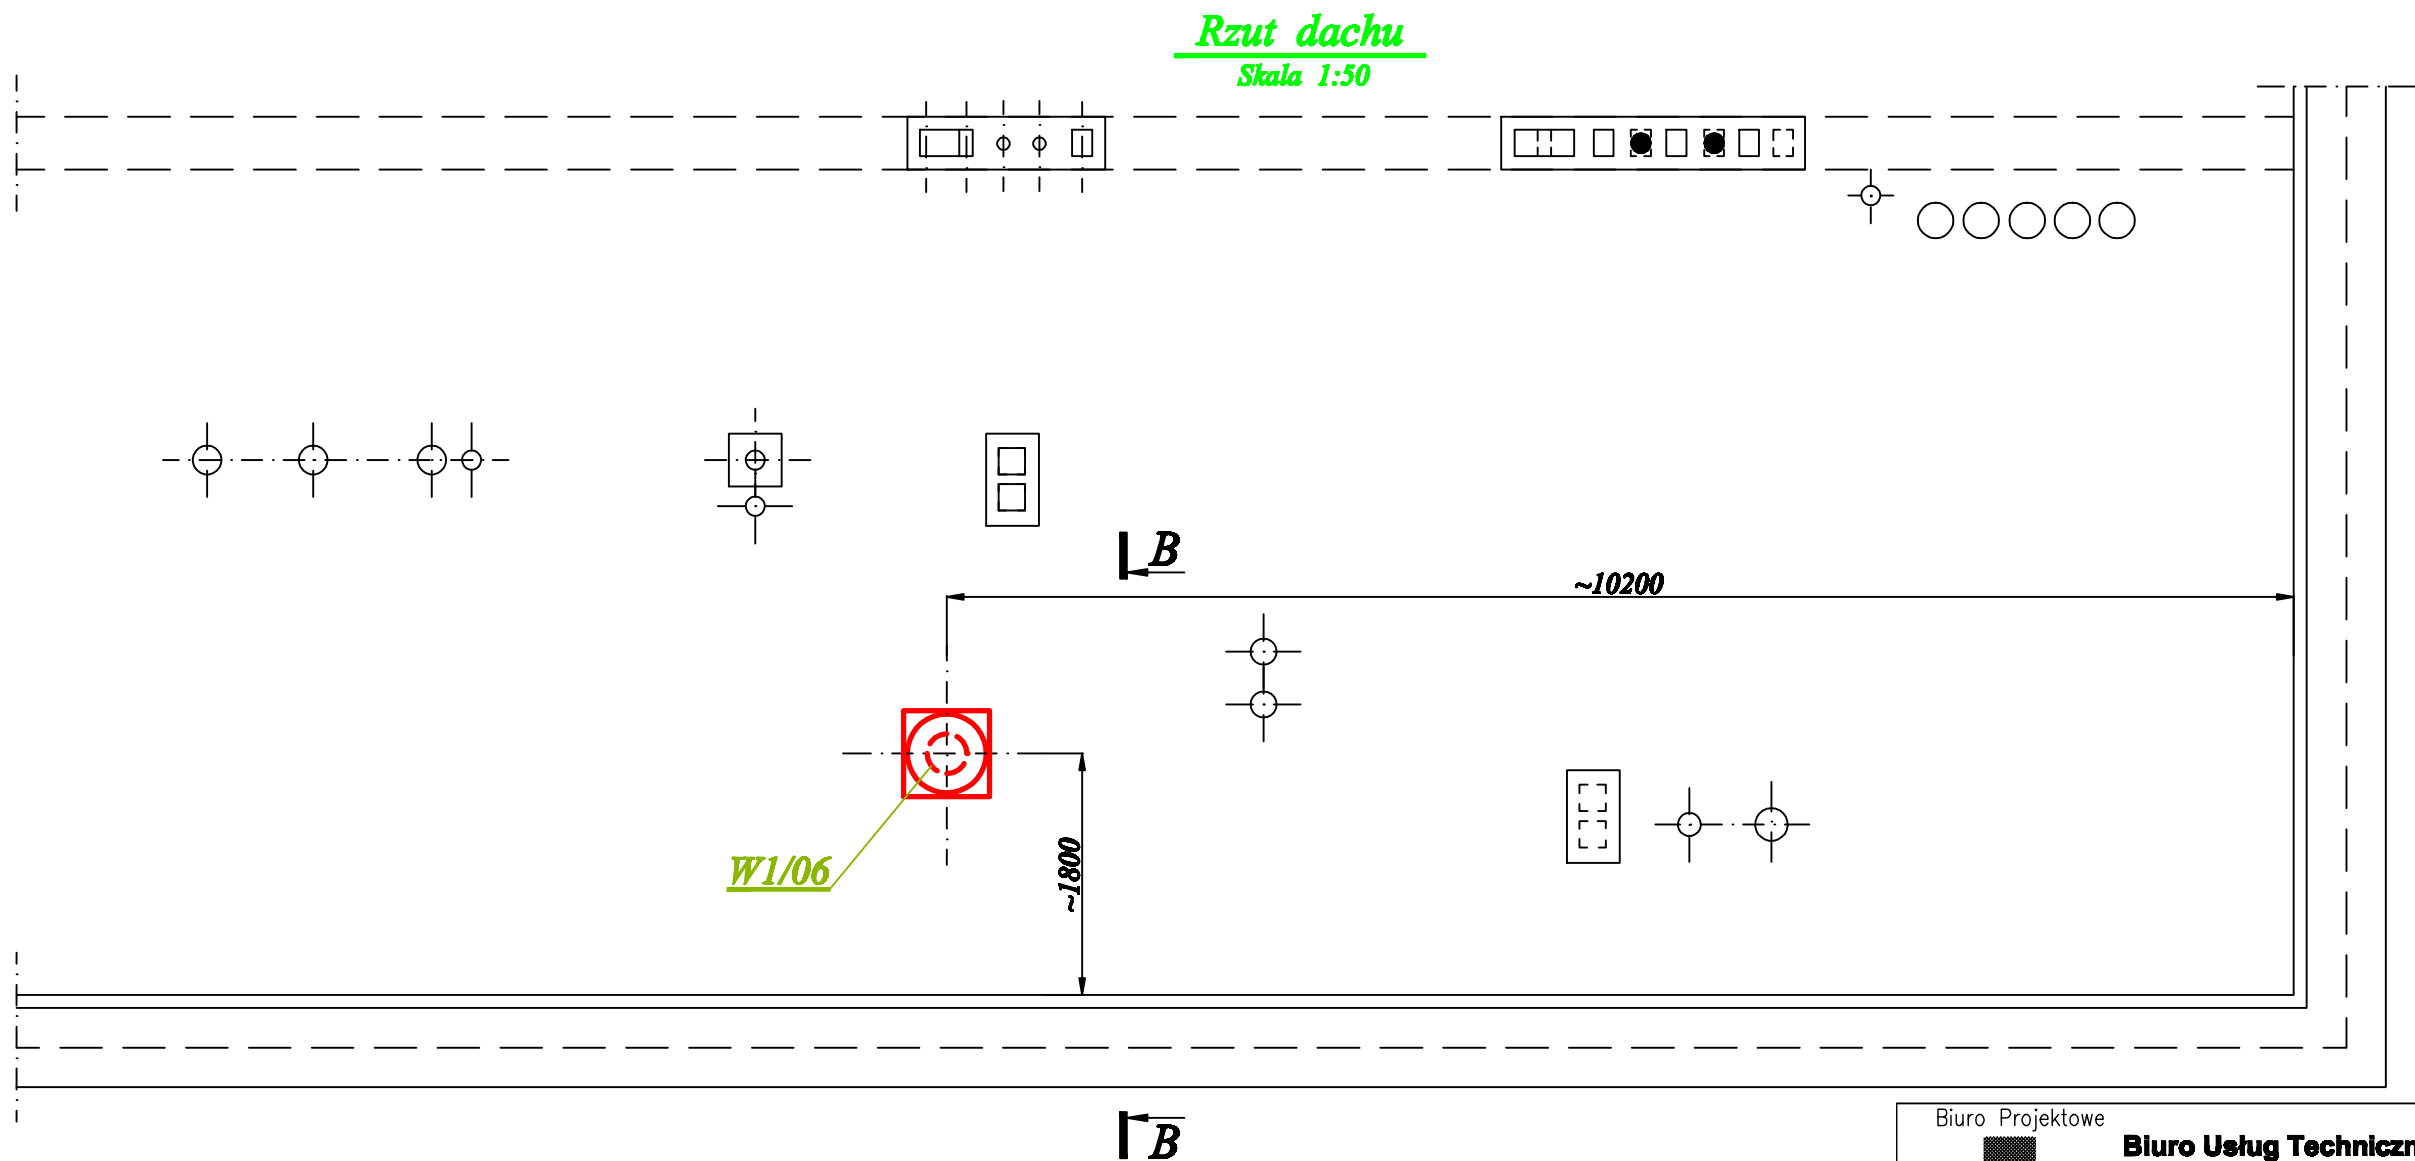 Rzut dachu
Skala 1:50
B
~10200
~1800
W1/06
B
Biuro Projektowe
Biuro Usług Techniczn